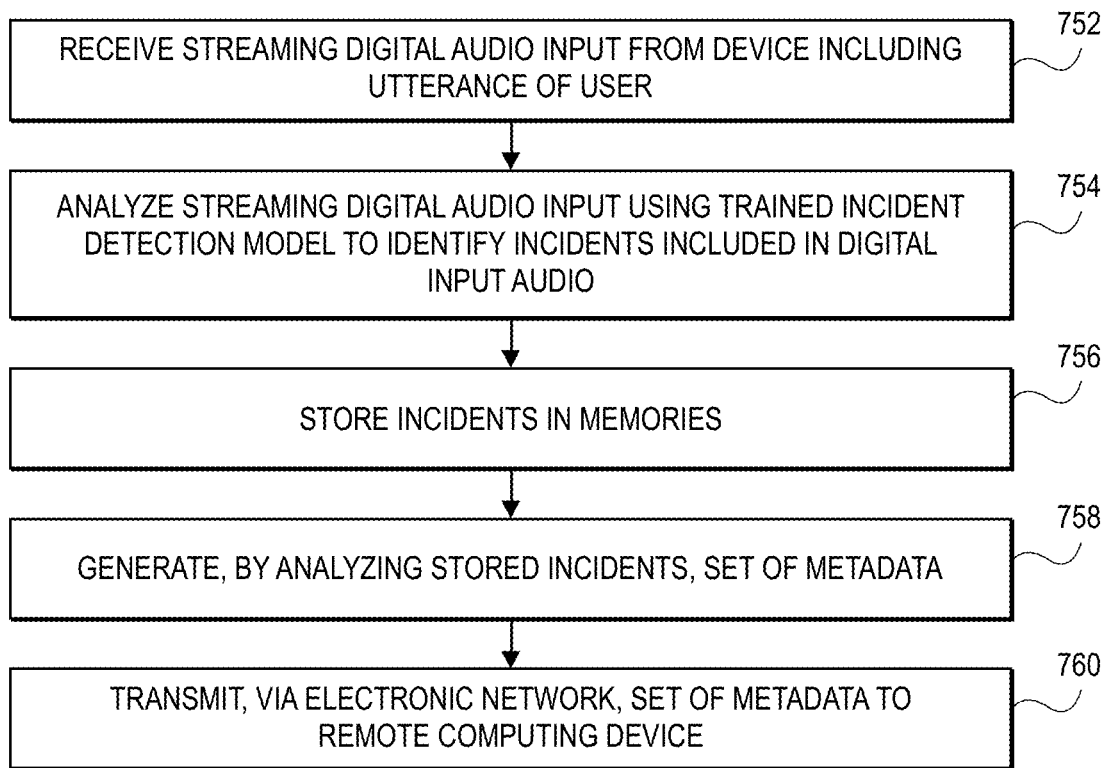 752
RECEIVE STREAMING DIGITAL AUDIO INPUT FROM DEVICE INCLUDING
UTTERANCE OF USER
754
ANALYZE STREAMING DIGITAL AUDIO INPUT USING TRAINED INCIDENT
DETECTION MODEL TO IDENTIFY INCIDENTS INCLUDED IN DIGITAL
INPUT AUDIO
756
STORE INCIDENTS IN MEMORIES
758
GENERATE, BY ANALYZING STORED INCIDENTS, SET OF METADATA
760
TRANSMIT, VIA ELECTRONIC NETWORK, SET OF METADATA TO
REMOTE COMPUTING DEVICE